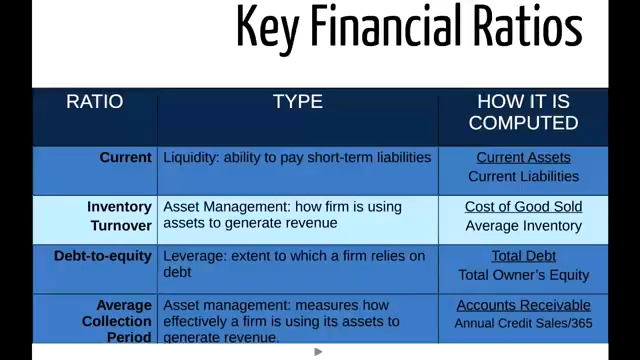 Key Financial Ratios
RATIO
TYPE
HOW IT IS
COMPUTED
Current
Liquidity: ability to pay short-term liabilities
Current Assets
Current Liabilities
Inventory
Turnover
Asset Management: how firm is using
assets to generate revenue
Cost of Good Sold
Average Inventory
Debt-to-equity
Leverage: extent to which a firm relies on
debt
Total Debt
Total Owner’s Equity
Average
Collection
Period
Asset management: measures how
effectively a firm is using its assets to
generate revenue.
Accounts Receivable
Annual Credit Sales/365